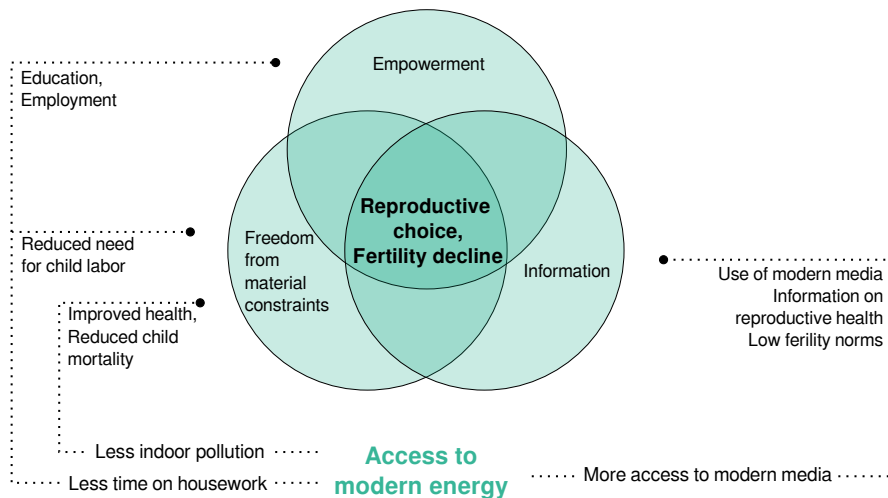 Empowerment
Education,
Employment
Reproductive
choice,
Fertility decline
Freedom
from
material
constraints
Information
Reduced need
for child labor
Improved health,
Reduced child
mortality
Use of modern media
Information on
reproductive health
Low ferility norms
Less indoor pollution
Less time on housework
Access to
modern energy
More access to modern media